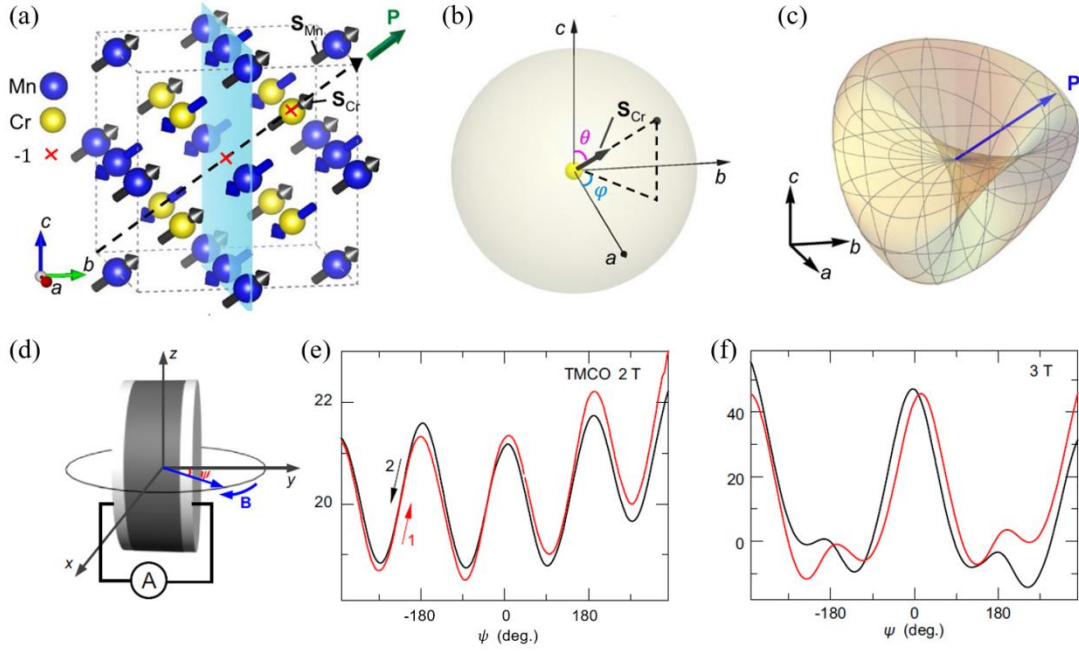 (a)
S_Mn
P
Mn
Cr
-1
S_Cr
c
b
a
(b)
c
θ
S_Cr
b
φ
a
(c)
P
c
b
a
(d)
z
ψ
y
B
x
A
(e)
TMCO 2 T
22
20
2
1
-180 0 180
ψ (deg.)
(f)
3 T
40
20
0
-180 0 180
ψ (deg.)